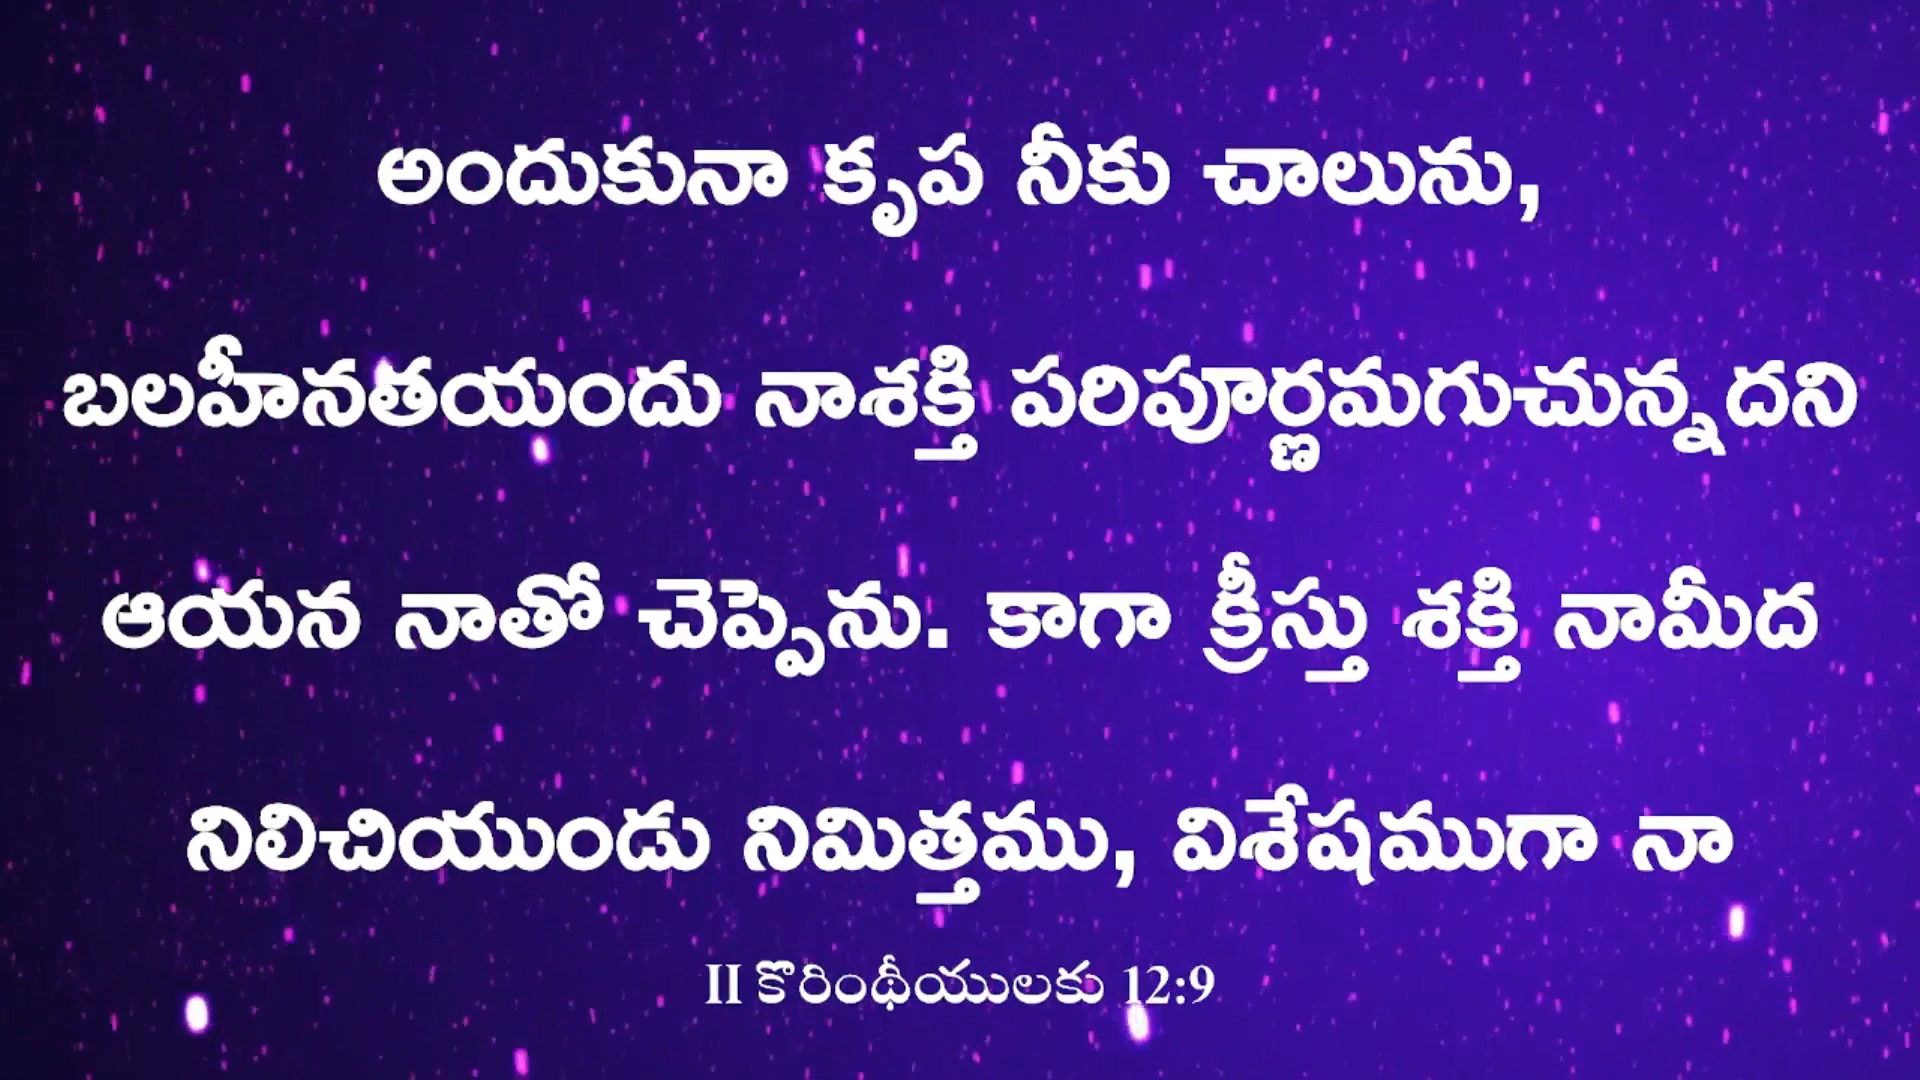 అందుకునా కృప నీకు చాలును,
బలహీనతయందు నాశక్తి పరిపూర్ణమగుచున్నదని
ఆయన నాతో చెప్పెను. కాగా క్రీస్తు శక్తి నామీద
నిలిచియుండు నిమిత్తము, విశేషముగా నా
II కొరింథీయులకు 12:9